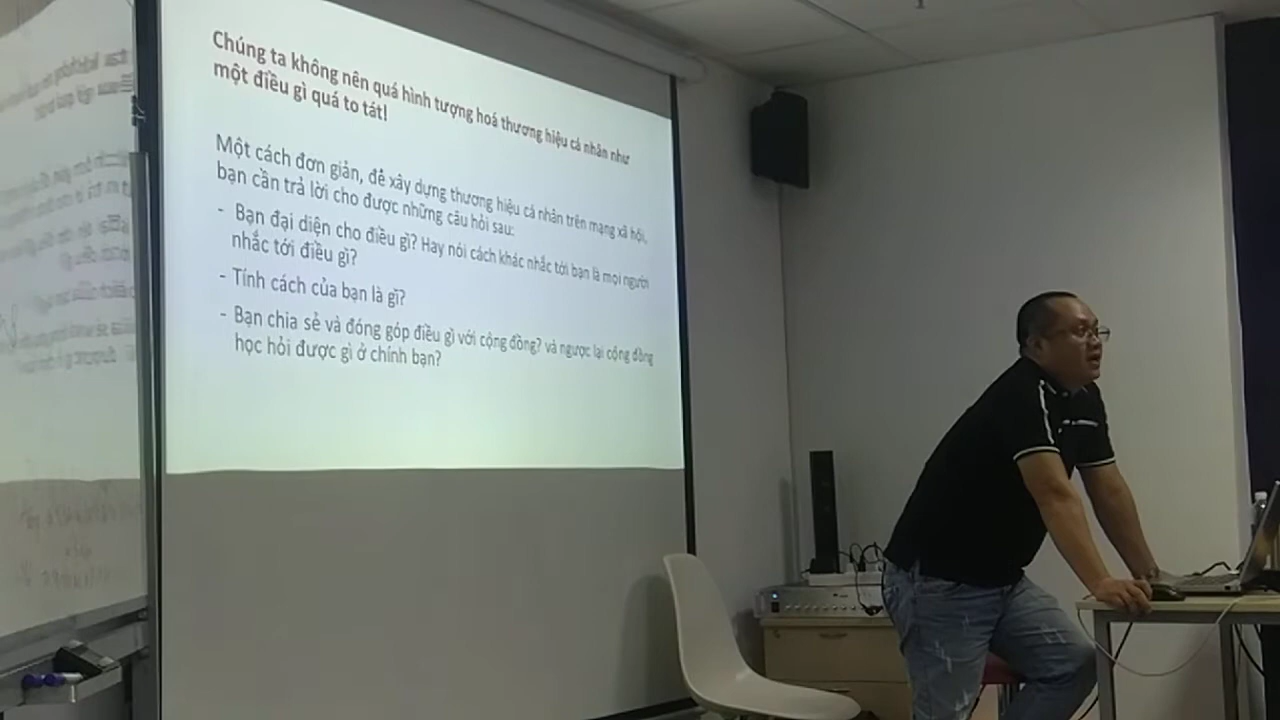 Chúng ta không nên quá hình tượng hoá thương hiệu cá nhân như
một điều gì quá to tát!
Một cách đơn giản, để xây dựng thương hiệu cá nhân trên mạng xã hội,
bạn cần trả lời cho được những câu hỏi sau:
- Bạn đại diện cho điều gì? Hay nói cách khác nhắc tới bạn là mọi người
nhắc tới điều gì?
- Tính cách của bạn là gì?
- Bạn chia sẻ và đóng góp điều gì với cộng đồng? và ngược lại cộng đồng
học hỏi được gì ở chính bạn?